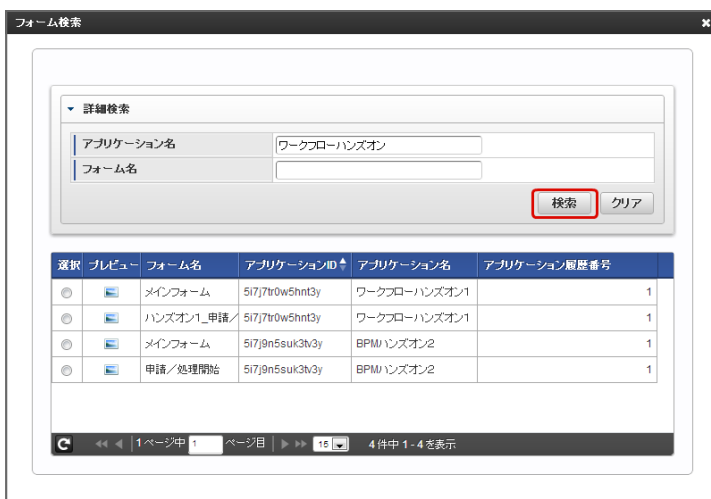 フォーム検索
詳細検索
アプリケーション名 ワークフローハンズオン
フォーム名
検索 クリア
選択 プレビュー フォーム名 アプリケーションID アプリケーション名 アプリケーション履歴番号
メインフォーム 5i7j7tr0w5hnt3y ワークフローハンズオン1 1
ハンズオン1_申請/ 5i7j7tr0w5hnt3y ワークフローハンズオン1 1
メインフォーム 5i7j9n5suk3tv3y BPMハンズオン2 1
申請/処理開始 5i7j9n5suk3tv3y BPMハンズオン2 1
1ページ中 1 ページ目 15 4件中 1 - 4 を表示